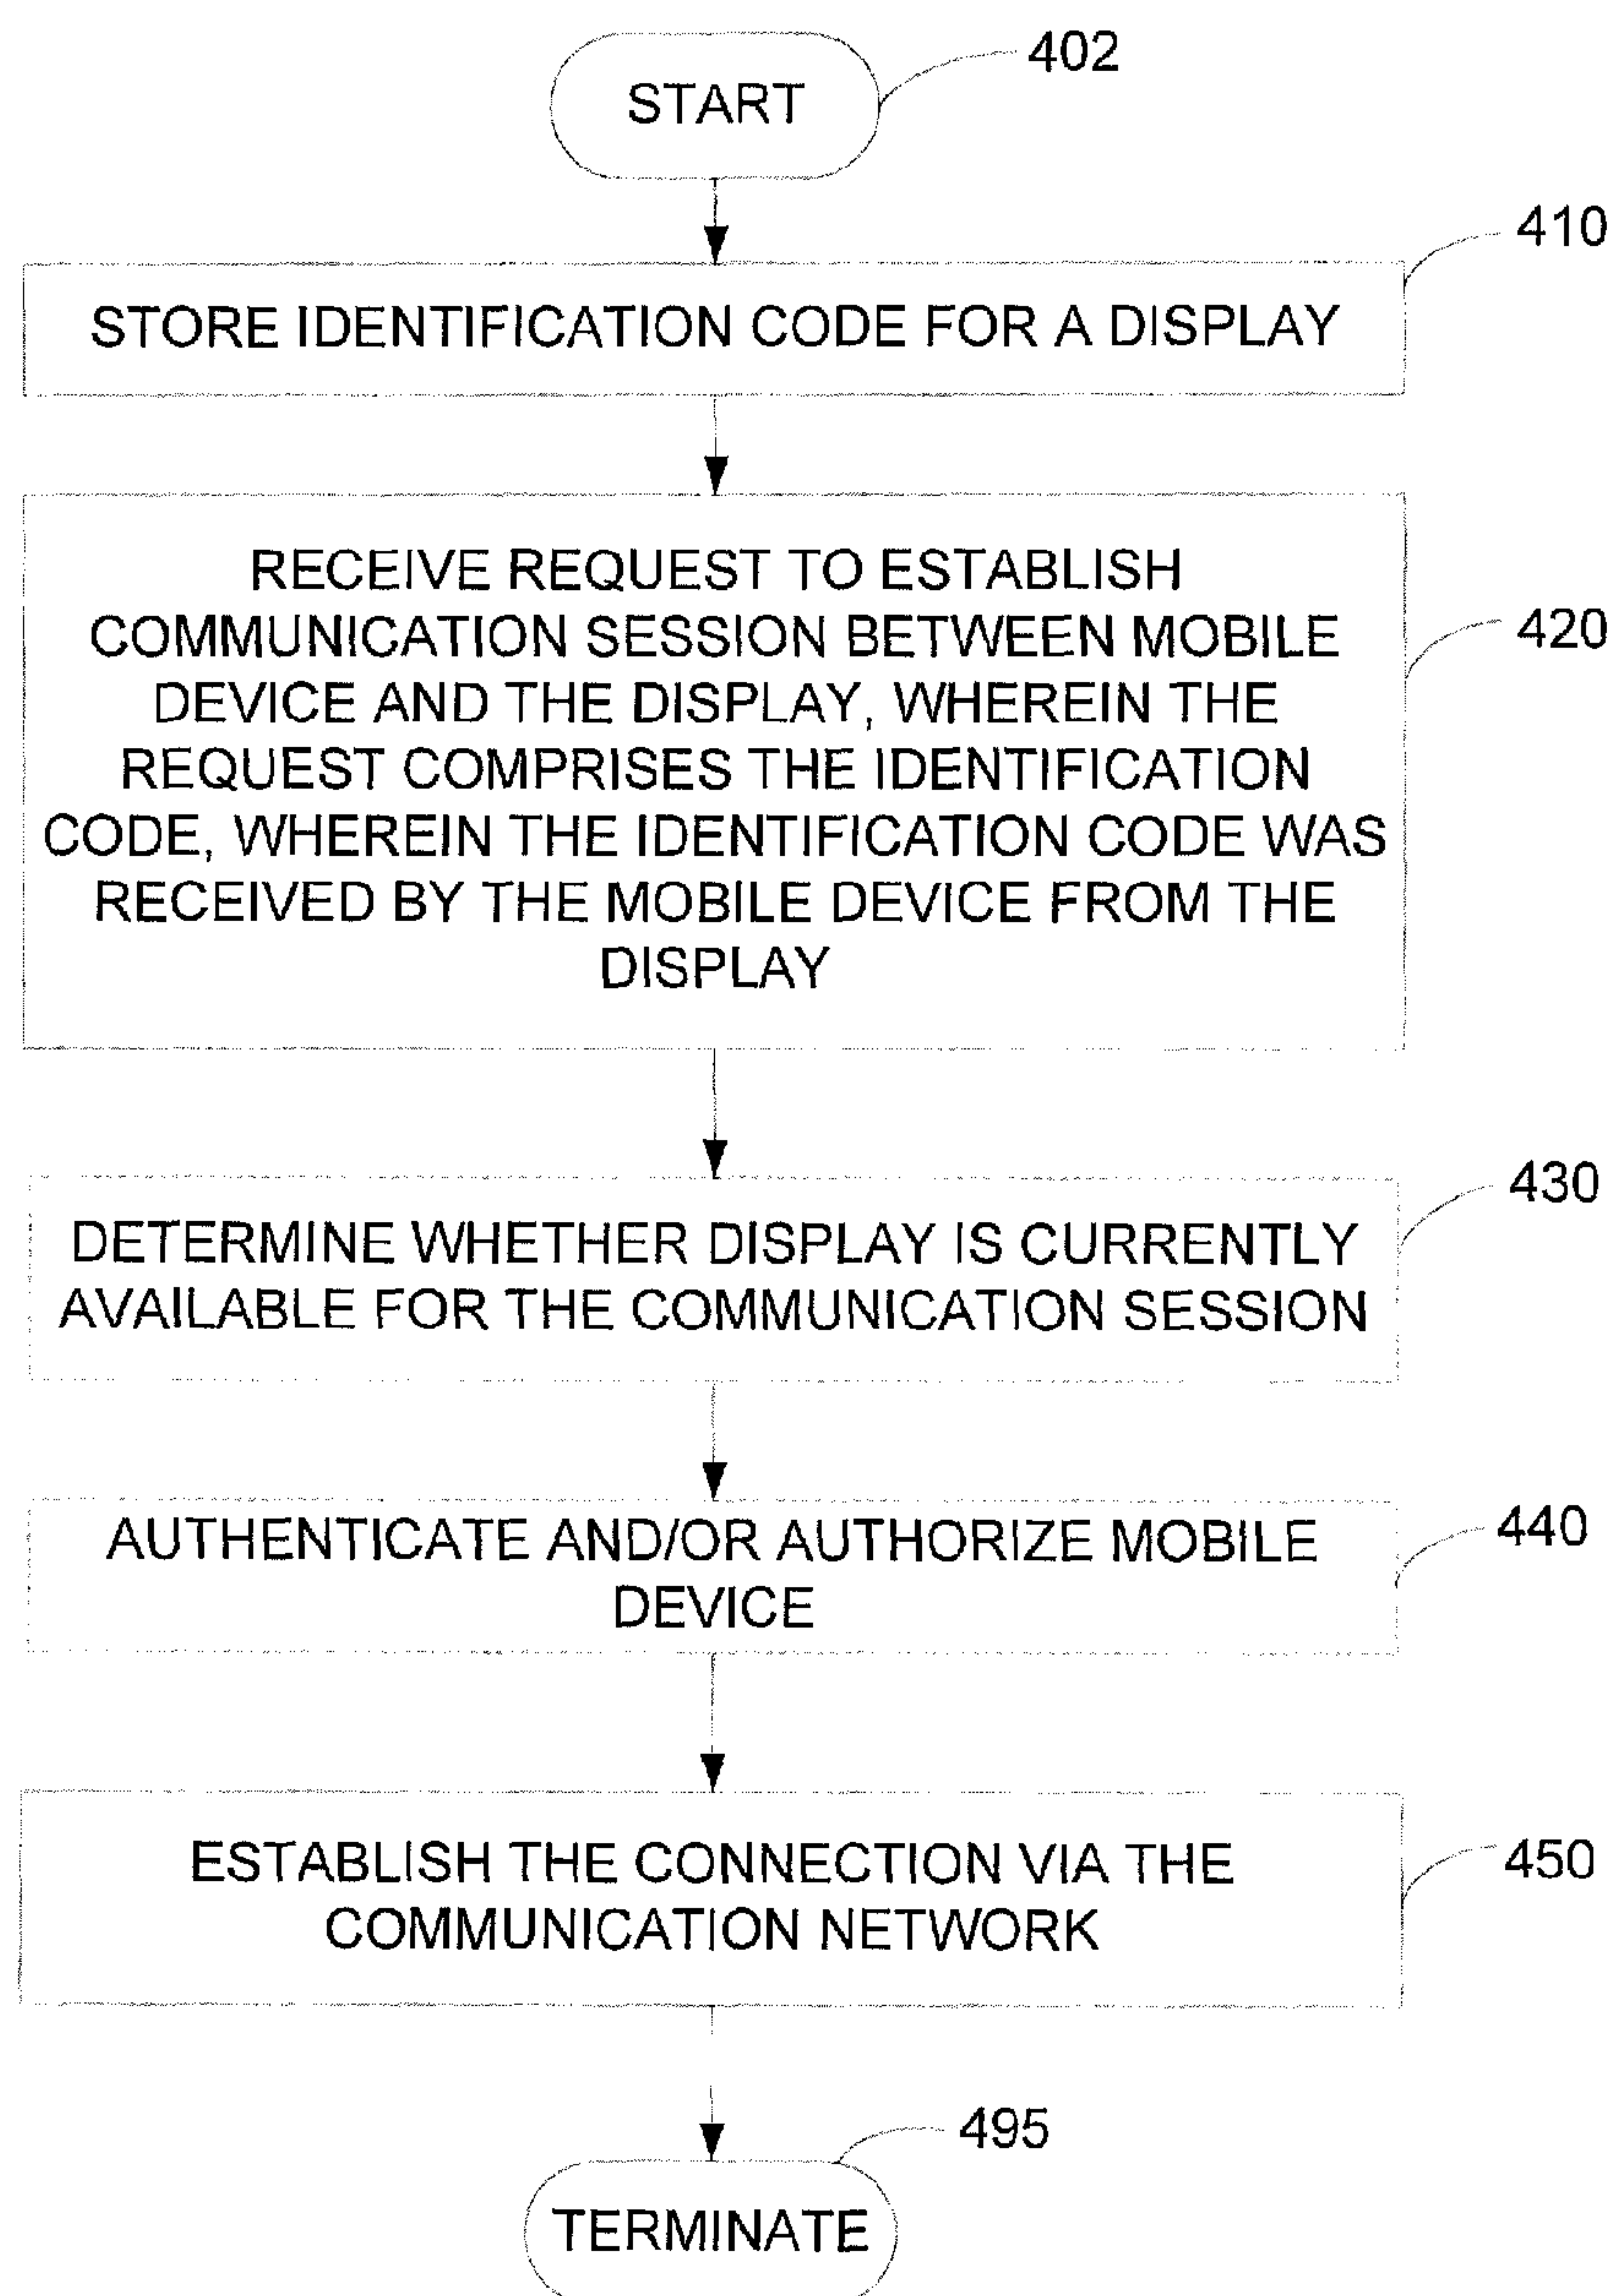 START
402
410
STORE IDENTIFICATION CODE FOR A DISPLAY
RECEIVE REQUEST TO ESTABLISH
COMMUNICATION SESSION BETWEEN MOBILE
DEVICE AND THE DISPLAY, WHEREIN THE
REQUEST COMPRISES THE IDENTIFICATION
CODE, WHEREIN THE IDENTIFICATION CODE WAS
RECEIVED BY THE MOBILE DEVICE FROM THE
DISPLAY
420
430
DETERMINE WHETHER DISPLAY IS CURRENTLY
AVAILABLE FOR THE COMMUNICATION SESSION
440
AUTHENTICATE AND/OR AUTHORIZE MOBILE
DEVICE
450
ESTABLISH THE CONNECTION VIA THE
COMMUNICATION NETWORK
495
TERMINATE